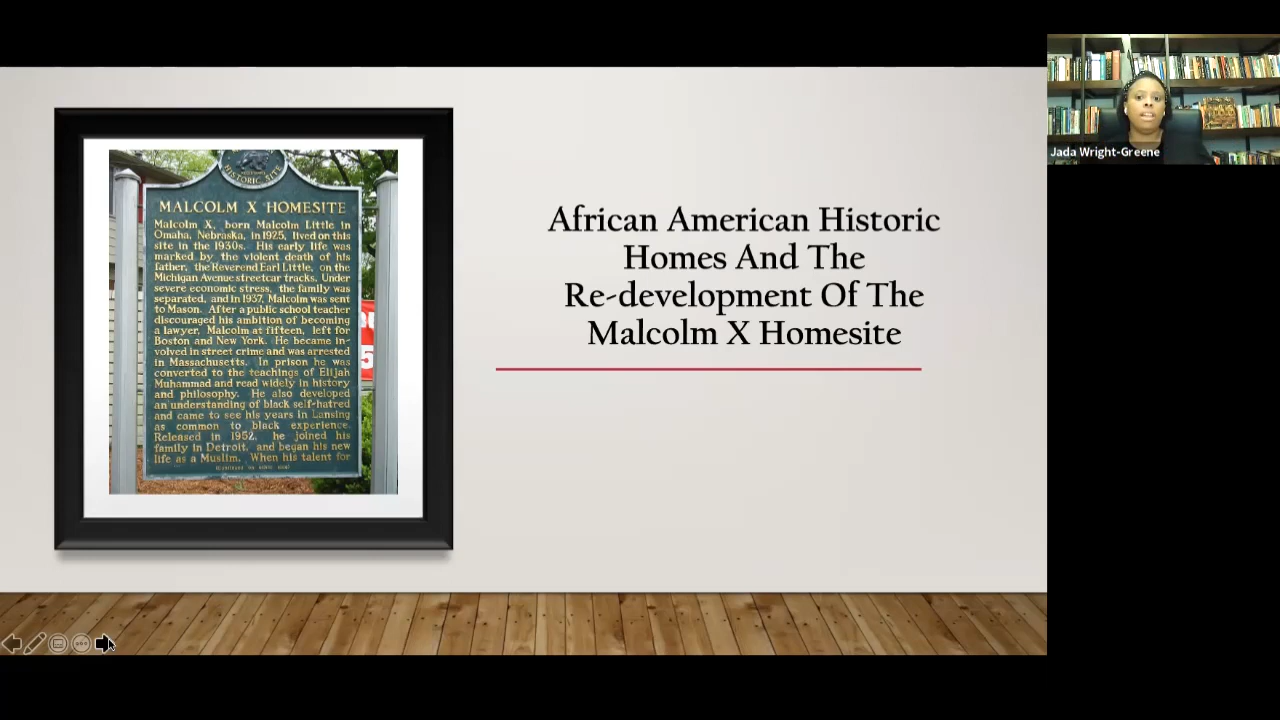 HISTORIC SITE
MALCOLM X HOMESITE
Malcolm X, born Malcolm Little in
Omaha, Nebraska, in 1925, lived on this
site in the 1930s. His early life was
marked by the violent death of his
father, the Reverend Earl Little, on the
Michigan Avenue streetcar tracks. Under
severe economic stress, the family was
separated, and in 1937, Malcolm was sent
to Mason. After a public school teacher
discouraged his ambition of becoming
a lawyer, Malcolm at fifteen, left for
Boston and New York. He became in-
volved in street crime and was arrested
in Massachusetts. In prison he was
converted to the teachings of Elijah
Muhammad and read widely in history
and philosophy. He also developed
an understanding of black self-hatred
and came to see his years in Lansing
as common to black experience.
Released in 1952, he joined his
family in Detroit, and began his new
life as a Muslim. When his talent for
African American Historic
Homes And The
Re-development Of The
Malcolm X Homesite
Jada Wright-Greene